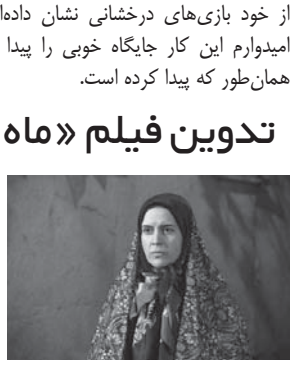 از خود بازی‌های درخشانی نشان داده‌ا
امیدوارم این کار جایگاه خوبی را پیدا
همان‌طور که پیدا کرده است.
تدوین فیلم «ماه